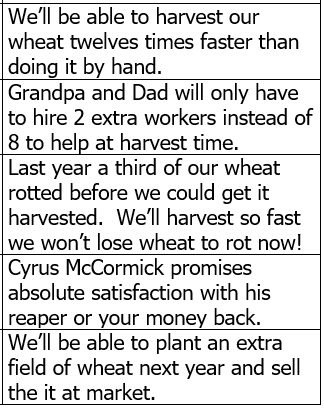 We'll be able to harvest our
wheat twelves times faster than
doing it by hand.
Grandpa and Dad will only have
to hire 2 extra workers instead of
8 to help at harvest time.
Last year a third of our wheat
rotted before we could get it
harvested.  We'll harvest so fast
we won't lose wheat to rot now!
Cyrus McCormick promises
absolute satisfaction with his
reaper or your money back.
We'll be able to plant an extra
field of wheat next year and sell
the it at market.